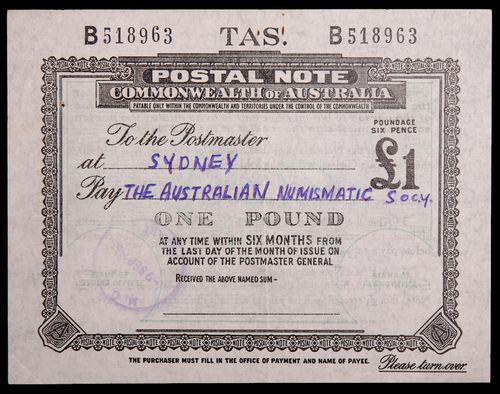 B518963 TAS. B518963
POSTAL NOTE
COMMONWEALTH OF AUSTRALIA
PAYABLE ONLY WITHIN THE COMMONWEALTH AND TERRITORIES UNDER THE CONTROL OF THE COMMONWEALTH
POUNDAGE
SIX PENCE
To the Postmaster
at SYDNEY
£1
Pay THE AUSTRALIAN NUMISMATIC Socy.
ONE POUND
AT ANY TIME WITHIN SIX MONTHS FROM
THE LAST DAY OF THE MONTH OF ISSUE ON
ACCOUNT OF THE POSTMASTER GENERAL
RECEIVED THE ABOVE NAMED SUM—
THE PURCHASER MUST FILL IN THE OFFICE OF PAYMENT AND NAME OF PAYEE.
Please turn over.